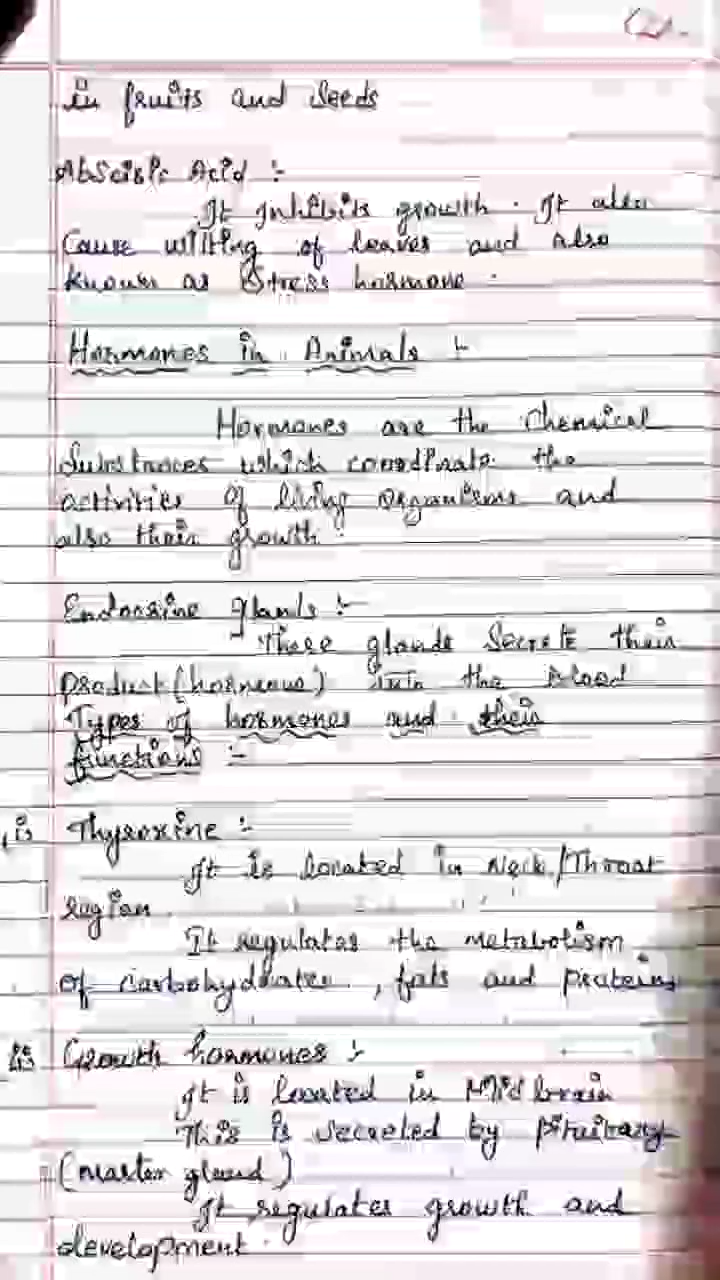 in fruits and seeds
Abscisic Acid :-
It Inhibits growth. It also
Cause wilting of leaves and also
known as Stress hormone.
Hormones in Animals :-
Hormones are the Chemical
Substances which coordinate the
activities of living organisms and
also their growth.
Endocrine glands :-
These glands Secrete their
Product (hormone) into the blood
Types of hormones and their
functions :-
i) Thyroxine :-
It is located in Neck/Throat
region.
It regulates the metabolism
of carbohydrates, fats and proteins
ii) Growth hormones :-
It is located in Mid brain
This is secreted by pituitary
(master gland)
It regulates growth and
development.